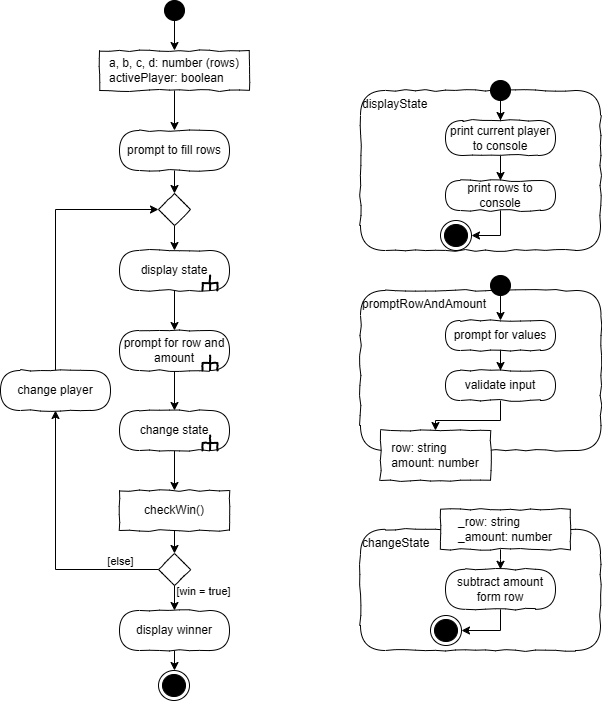 a, b, c, d: number (rows)
activePlayer: boolean
prompt to fill rows
display state
prompt for row and
amount
change player
change state
checkWin()
[else]
[win = true]
display winner
displayState
print current player
to console
print rows to
console
promptRowAndAmount
prompt for values
validate input
row: string
amount: number
_row: string
_amount: number
changeState
subtract amount
form row